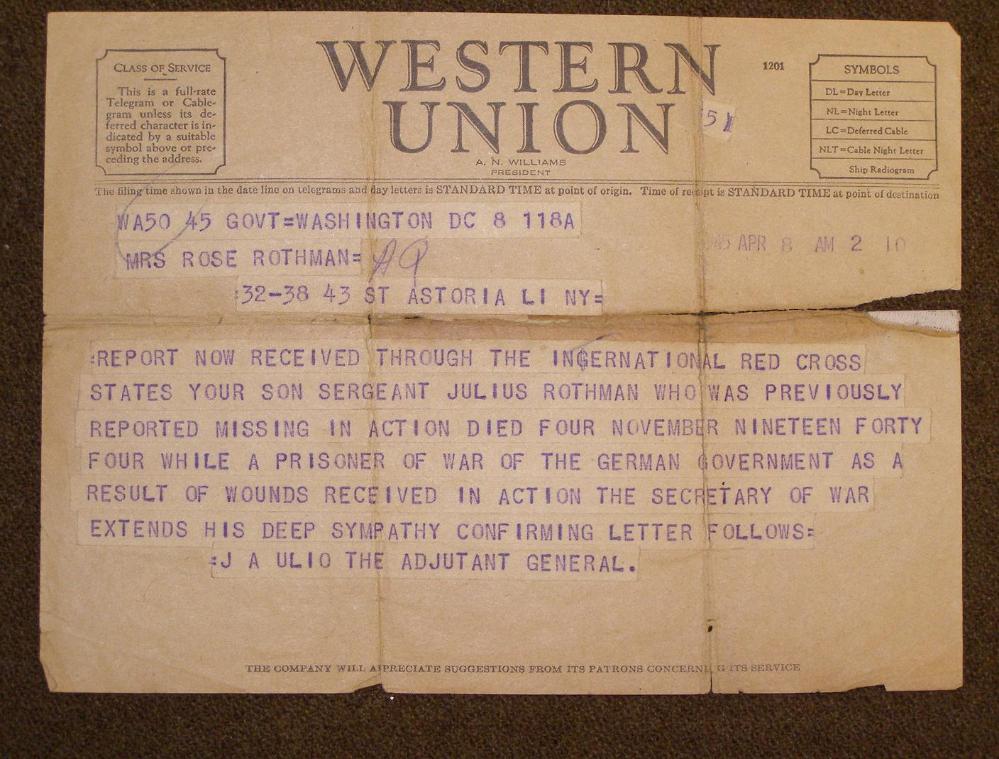 CLASS OF SERVICE
This is a full-rate
Telegram or Cable-
gram unless its de-
ferred character is in-
dicated by a suitable
symbol above or pre-
ceding the address.
WESTERN
UNION
A. N. WILLIAMS
PRESIDENT
1201
51
SYMBOLS
DL=Day Letter
NL=Night Letter
LC=Deferred Cable
NLT=Cable Night Letter
Ship Radiogram
The filing time shown in the date line on telegrams and day letters is STANDARD TIME at point of origin. Time of receipt is STANDARD TIME at point of destination
WA50 45 GOVT=WASHINGTON DC 8 118A
45 APR 8 AM 2 10
MRS ROSE ROTHMAN=
:32-38 43 ST ASTORIA LI NY=
:REPORT NOW RECEIVED THROUGH THE INGERNATIONAL RED CROSS
STATES YOUR SON SERGEANT JULIUS ROTHMAN WHO WAS PREVIOUSLY
REPORTED MISSING IN ACTION DIED FOUR NOVEMBER NINETEEN FORTY
FOUR WHILE A PRISONER OF WAR OF THE GERMAN GOVERNMENT AS A
RESULT OF WOUNDS RECEIVED IN ACTION THE SECRETARY OF WAR
EXTENDS HIS DEEP SYMPATHY CONFIRMING LETTER FOLLOWS=
=J A ULIO THE ADJUTANT GENERAL.
THE COMPANY WILL APPRECIATE SUGGESTIONS FROM ITS PATRONS CONCERNING ITS SERVICE